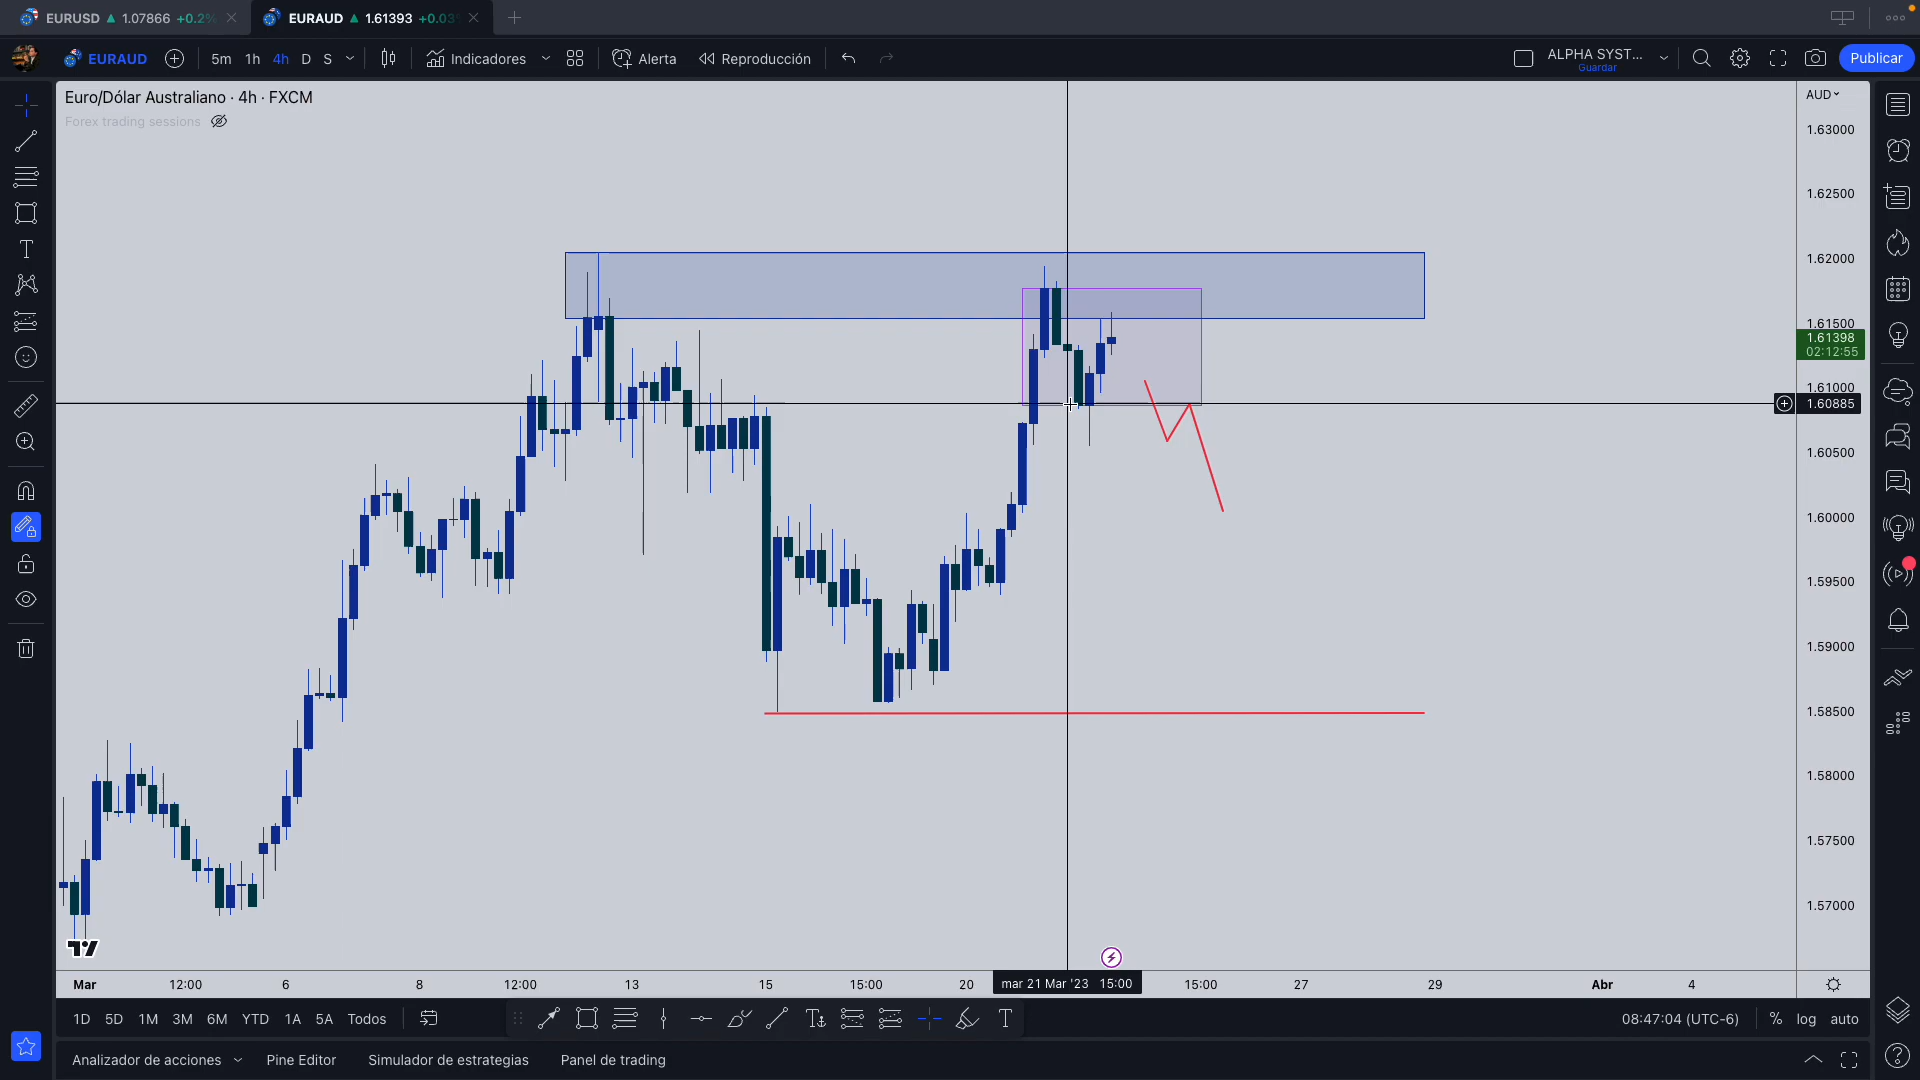 EURUSD ▲ 1.07866 +0.2%
EURAUD ▲ 1.61393 +0.03
EURAUD
5m 1h 4h D S
Indicadores
Alerta
Reproducción
ALPHA SYST...
Guardar
Publicar
Euro/Dólar Australiano · 4h · FXCM
Forex trading sessions
AUD
1.63000
1.62500
1.62000
1.61500
1.61398
02:12:55
1.61000
1.60885
1.60500
1.60000
1.59500
1.59000
1.58500
1.58000
1.57500
1.57000
Mar 12:00 6 8 12:00 13 15 15:00 20 mar 21 Mar '23 15:00 15:00 27 29 Abr 4
1D 5D 1M 3M 6M YTD 1A 5A Todos
08:47:04 (UTC-6) % log auto
Analizador de acciones Pine Editor Simulador de estrategias Panel de trading